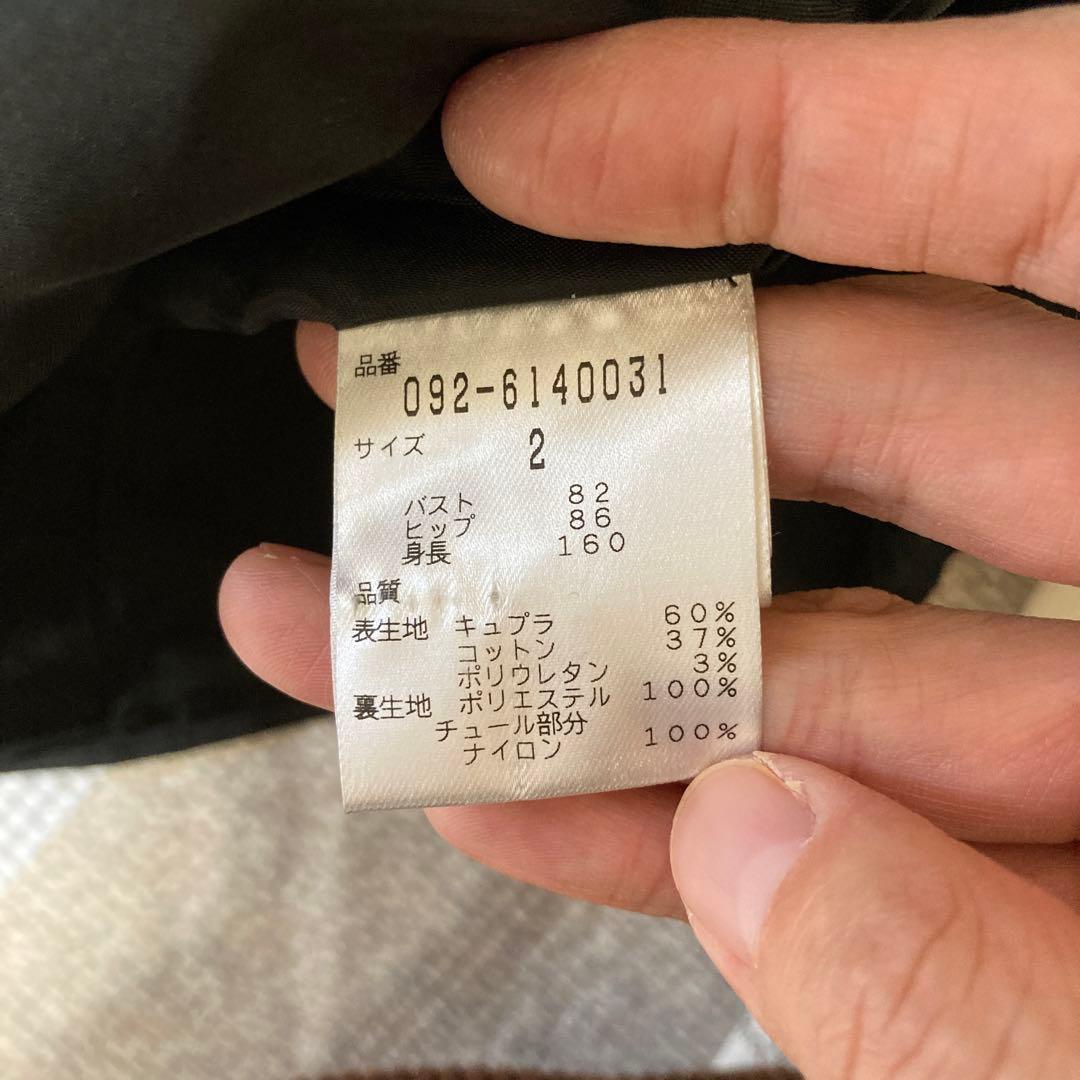 品番
092-6140031
サイズ 2
バスト 82
ヒップ 86
身長 160
品質
表生地 キュプラ 60%
コットン 37%
ポリウレタン 3%
裏生地 ポリエステル 100%
チュール部分
ナイロン 100%